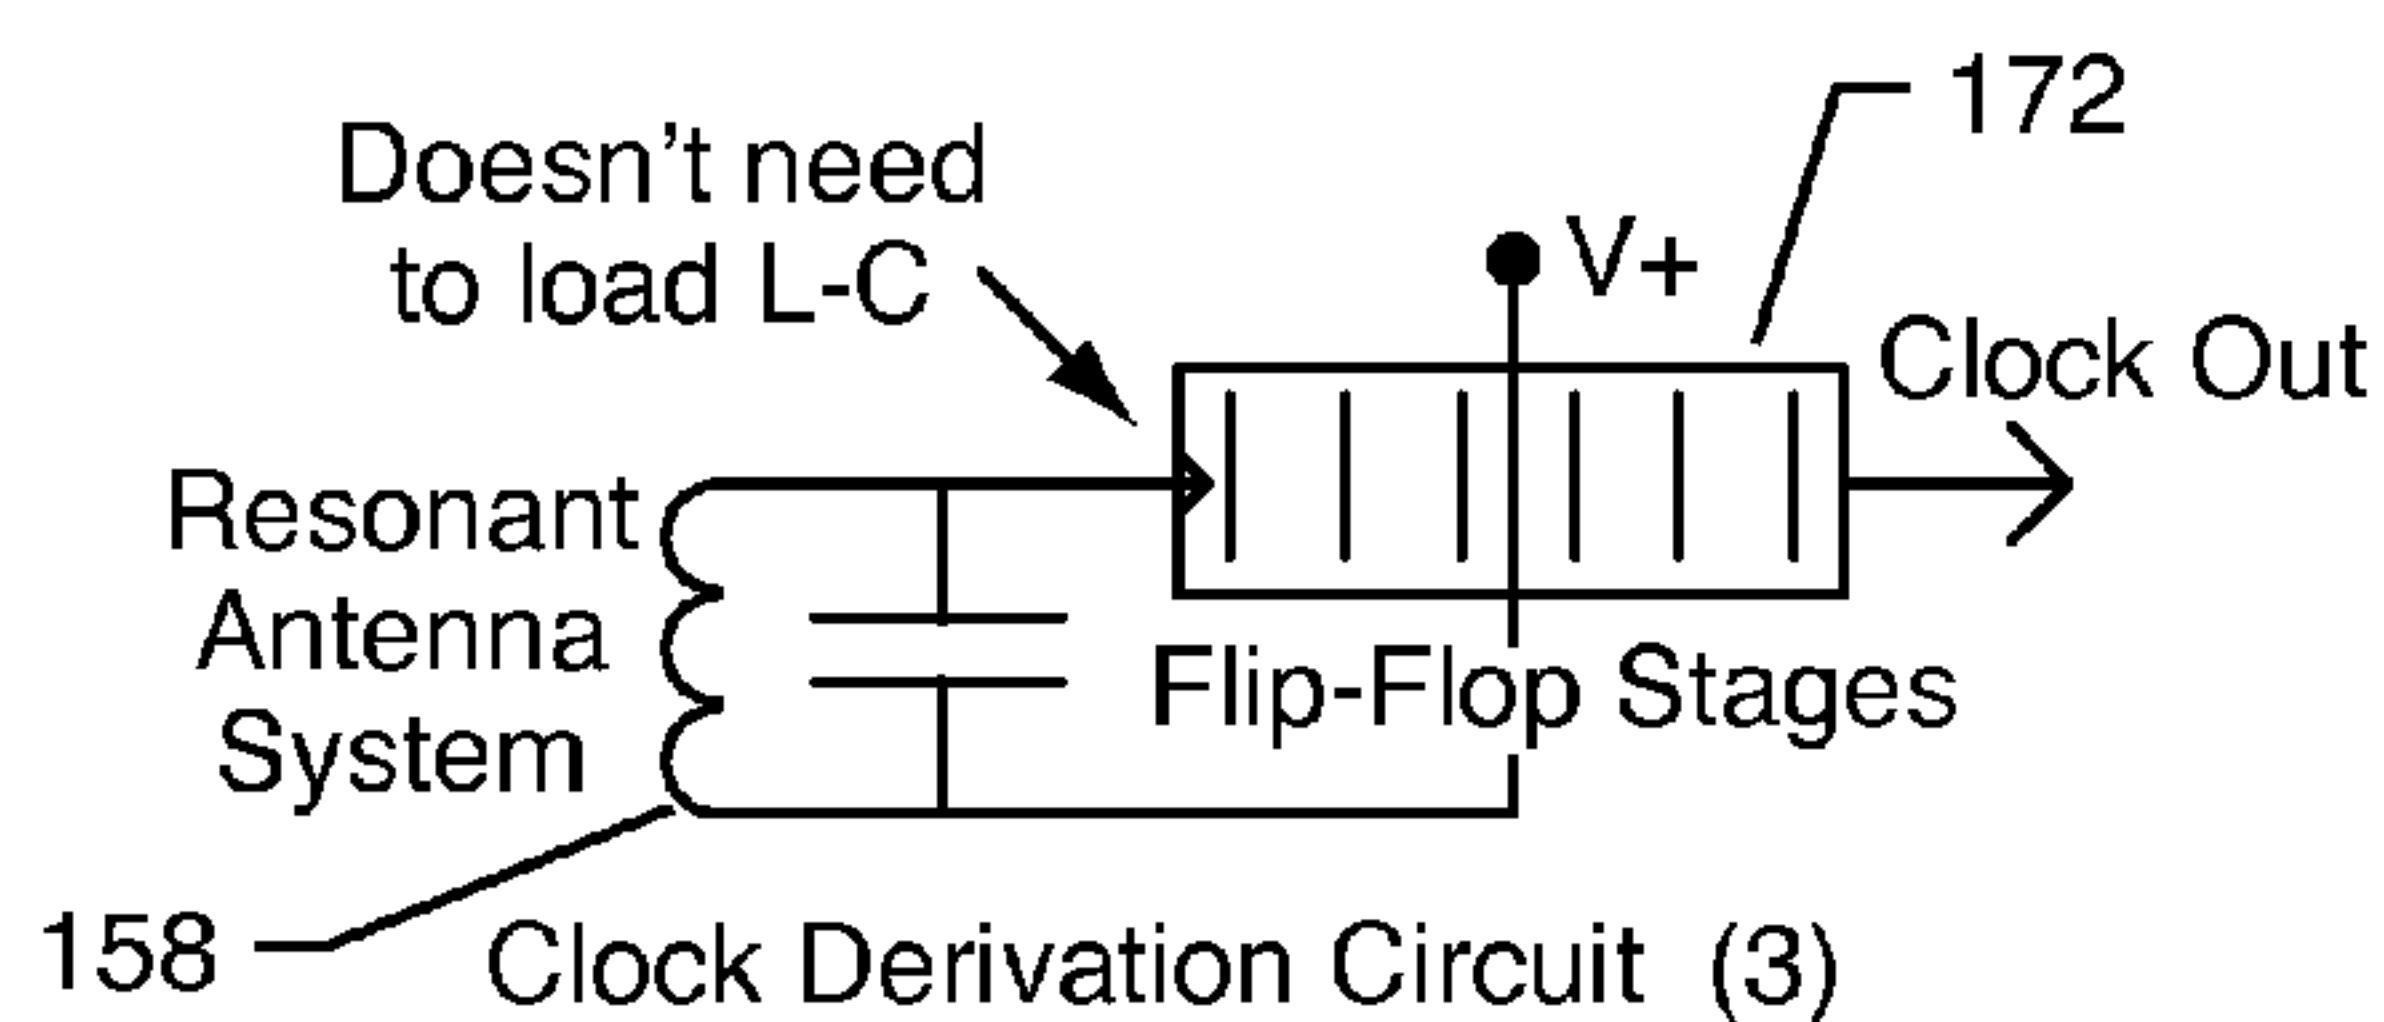 172
Doesn't need
to load L-C
V+
Clock Out
Resonant
Antenna
System
Flip-Flop Stages
158
Clock Derivation Circuit (3)